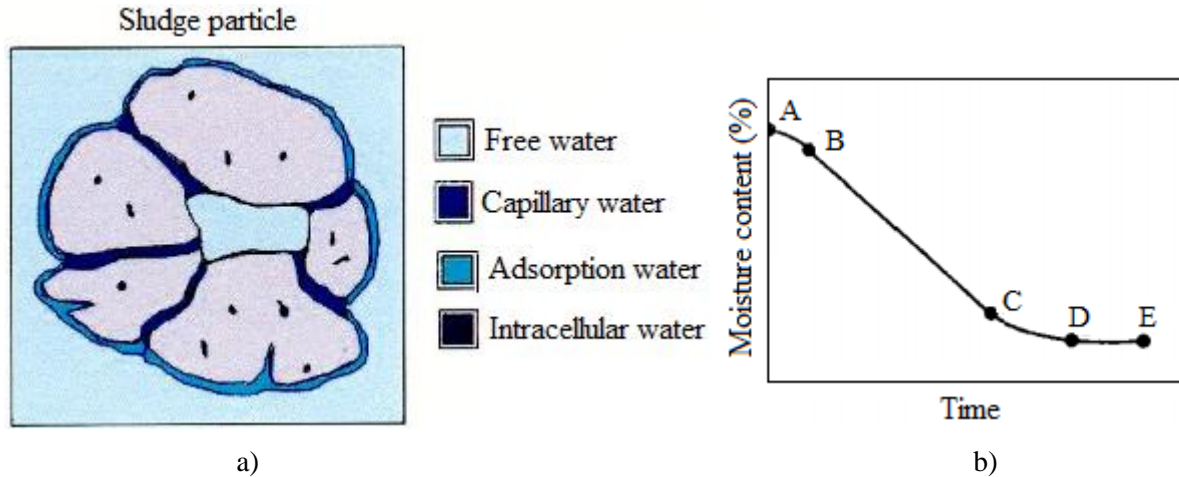 Sludge particle
Free water
Capillary water
Adsorption water
Intracellular water
a)
Moisture content (%)
A
B
C
D
E
Time
b)